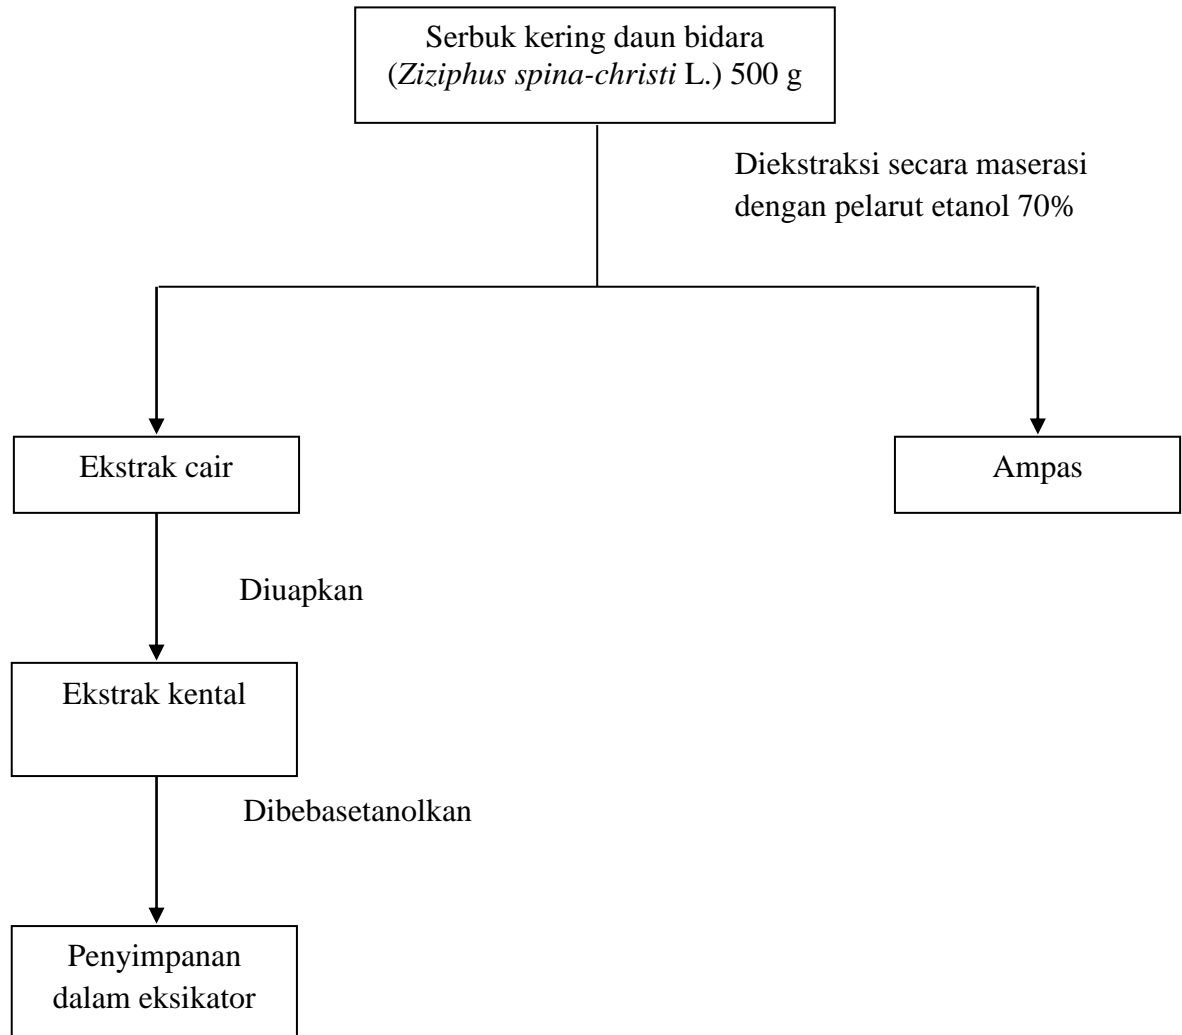 Serbuk kering daun bidara
(Ziziphus spina-christi L.) 500 g
Diekstraksi secara maserasi
dengan pelarut etanol 70%
Ekstrak cair
Ampas
Diuapkan
Ekstrak kental
Dibebasetanolkan
Penyimpanan
dalam eksikator